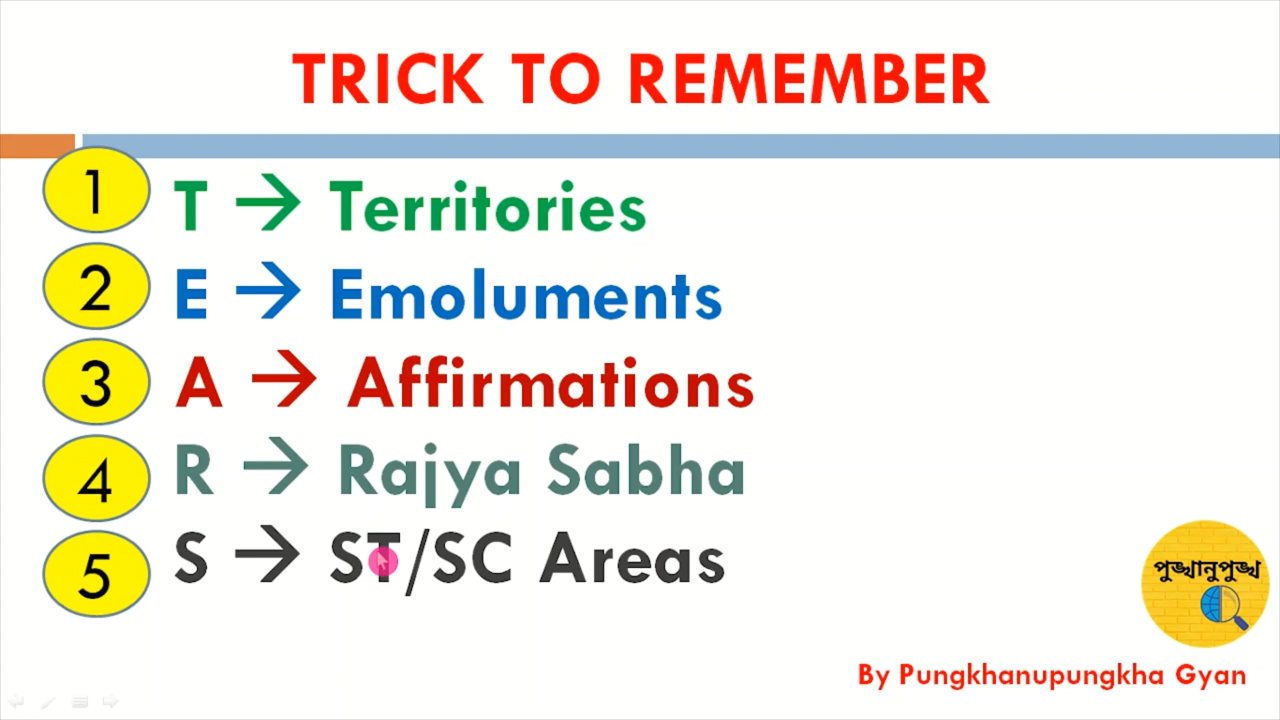 TRICK TO REMEMBER
1 T → Territories
2 E → Emoluments
3 A → Affirmations
4 R → Rajya Sabha
5 S → ST/SC Areas
পুঙ্খানুপুঙ্খ
By Pungkhanupungkha Gyan